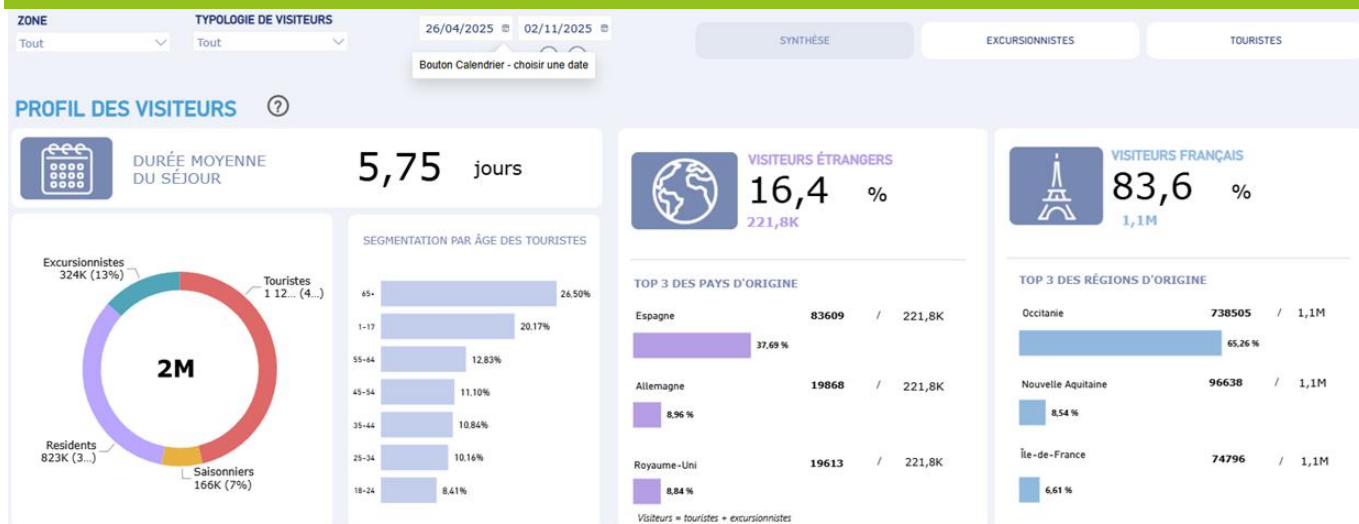 ZONE
Tout
TYPOLOGIE DE VISITEURS
Tout
26/04/2025
02/11/2025
Bouton Calendrier - choisir une date
SYNTHÈSE
EXCURSIONNISTES
TOURISTES
PROFIL DES VISITEURS ?
DURÉE MOYENNE
DU SÉJOUR
5,75 jours
Excursionnistes
324K (13%)
Touristes
1 12... (4...)
2M
Residents
823K (3...)
Saisonniers
166K (7%)
SEGMENTATION PAR ÂGE DES TOURISTES
65+ 26,50%
1-17 20,17%
55-64 12,83%
45-54 11,10%
35-44 10,84%
25-34 10,16%
18-24 8,41%
VISITEURS ÉTRANGERS
16,4 %
221,8K
TOP 3 DES PAYS D'ORIGINE
Espagne 83609 / 221,8K
37,69 %
Allemagne 19868 / 221,8K
8,96 %
Royaume-Uni 19613 / 221,8K
8,84 %
Visiteurs = touristes + excursionnistes
VISITEURS FRANÇAIS
83,6 %
1,1M
TOP 3 DES RÉGIONS D'ORIGINE
Occitanie 738505 / 1,1M
65,26 %
Nouvelle Aquitaine 96638 / 1,1M
8,54 %
Île-de-France 74796 / 1,1M
6,61 %